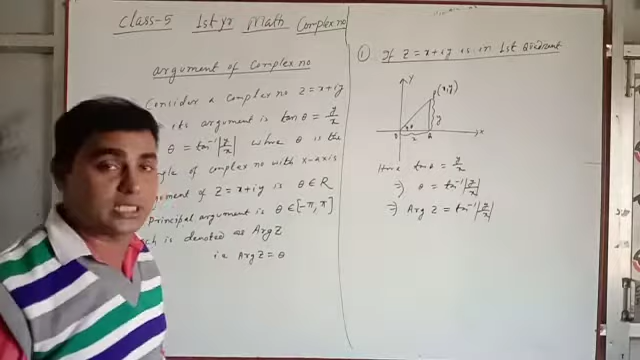 Class-5 1st yr Math Complex no
argument of Complex no
Consider a complex no z = x+iy
its argument is tan θ = y/x
θ = tan⁻¹|y/x| where θ is the
angle of complex no with x-axis
argument of z = x+iy is θ ∈ R
Principal argument is θ ∈ [-π, π]
which is denoted as Arg Z
i.e Arg Z = θ
① If Z = x+iy is in 1st Quadrant
y
(x,y)
θ
y
O x A x
Here tan θ = y/x
⇒ θ = tan⁻¹|y/x|
⇒ Arg Z = tan⁻¹|y/x|